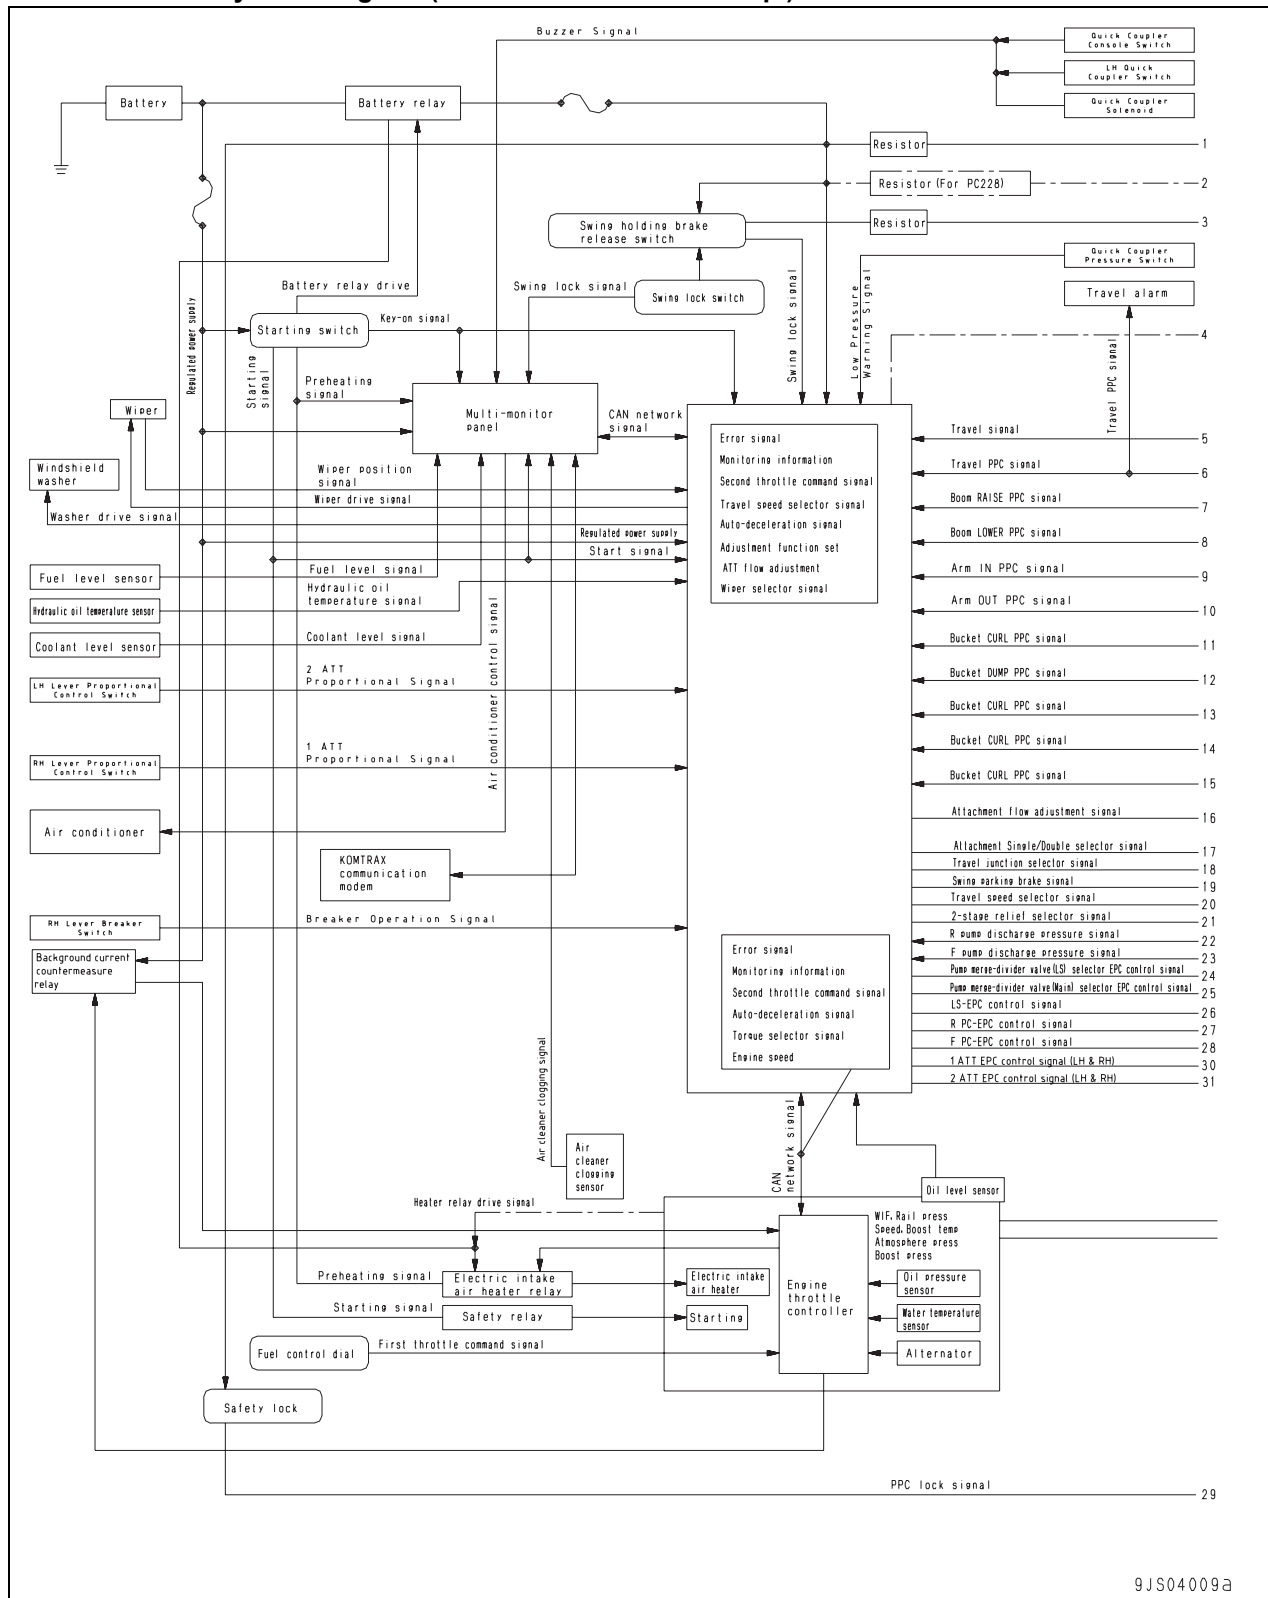 Buzzer Signal
Quick Coupler
Console Switch
LH Quick
Coupler Switch
Quick Coupler
Solenoid
Battery
Battery relay
Resistor
1
Resistor (For PC228)
2
Swing holding brake
release switch
Resistor
3
Quick Coupler
Pressure Switch
Battery relay drive
Swing lock signal
Swing lock switch
Travel alarm
Regulated power supply
Starting switch
Key-on signal
Swing lock signal
Low Pressure
Warning Signal
4
Travel PPC signal
Starting
signal
Preheating
signal
Multi-monitor
panel
CAN network
signal
Wiper
Windshield
washer
Wiper position
signal
Wiper drive signal
Washer drive signal
Regulated power supply
Start signal
Error signal
Monitoring information
Second throttle command signal
Travel speed selector signal
Auto-deceleration signal
Adjustment function set
ATT flow adjustment
Wiper selector signal
Travel signal
5
Travel PPC signal
6
Boom RAISE PPC signal
7
Boom LOWER PPC signal
8
Arm IN PPC signal
9
Arm OUT PPC signal
10
Bucket CURL PPC signal
11
Bucket DUMP PPC signal
12
Bucket CURL PPC signal
13
Bucket CURL PPC signal
14
Bucket CURL PPC signal
15
Attachment flow adjustment signal
16
Attachment Single/Double selector signal
17
Travel junction selector signal
18
Swing parking brake signal
19
Travel speed selector signal
20
2-stage relief selector signal
21
R pump discharge pressure signal
22
F pump discharge pressure signal
23
Pump merge-divider valve(LS) selector EPC control signal
24
Pump merge-divider valve(Main) selector EPC control signal
25
LS-EPC control signal
26
R PC-EPC control signal
27
F PC-EPC control signal
28
1 ATT EPC control signal (LH & RH)
30
2 ATT EPC control signal (LH & RH)
31
Fuel level sensor
Fuel level signal
Hydraulic oil temperature sensor
Hydraulic oil
temperature signal
Coolant level sensor
Coolant level signal
LH Lever Proportional
Control Switch
2 ATT
Proportional Signal
Air conditioner control signal
RH Lever Proportional
Control Switch
1 ATT
Proportional Signal
Air conditioner
KOMTRAX
communication
modem
RH Lever Breaker
Switch
Breaker Operation Signal
Background current
countermeasure
relay
Error signal
Monitoring information
Second throttle command signal
Auto-deceleration signal
Torque selector signal
Engine speed
Air cleaner clogging signal
Air
cleaner
clogging
sensor
CAN
network signal
Oil level sensor
Heater relay drive signal
WIF, Rail press
Speed, Boost temp
Atmosphere press
Boost press
Preheating signal
Electric intake
air heater relay
Electric intake
air heater
Engine
throttle
controller
Oil pressure
sensor
Starting signal
Safety relay
Starting
Water temperature
sensor
Fuel control dial
First throttle command signal
Alternator
Safety lock
PPC lock signal
29
9JS04009a